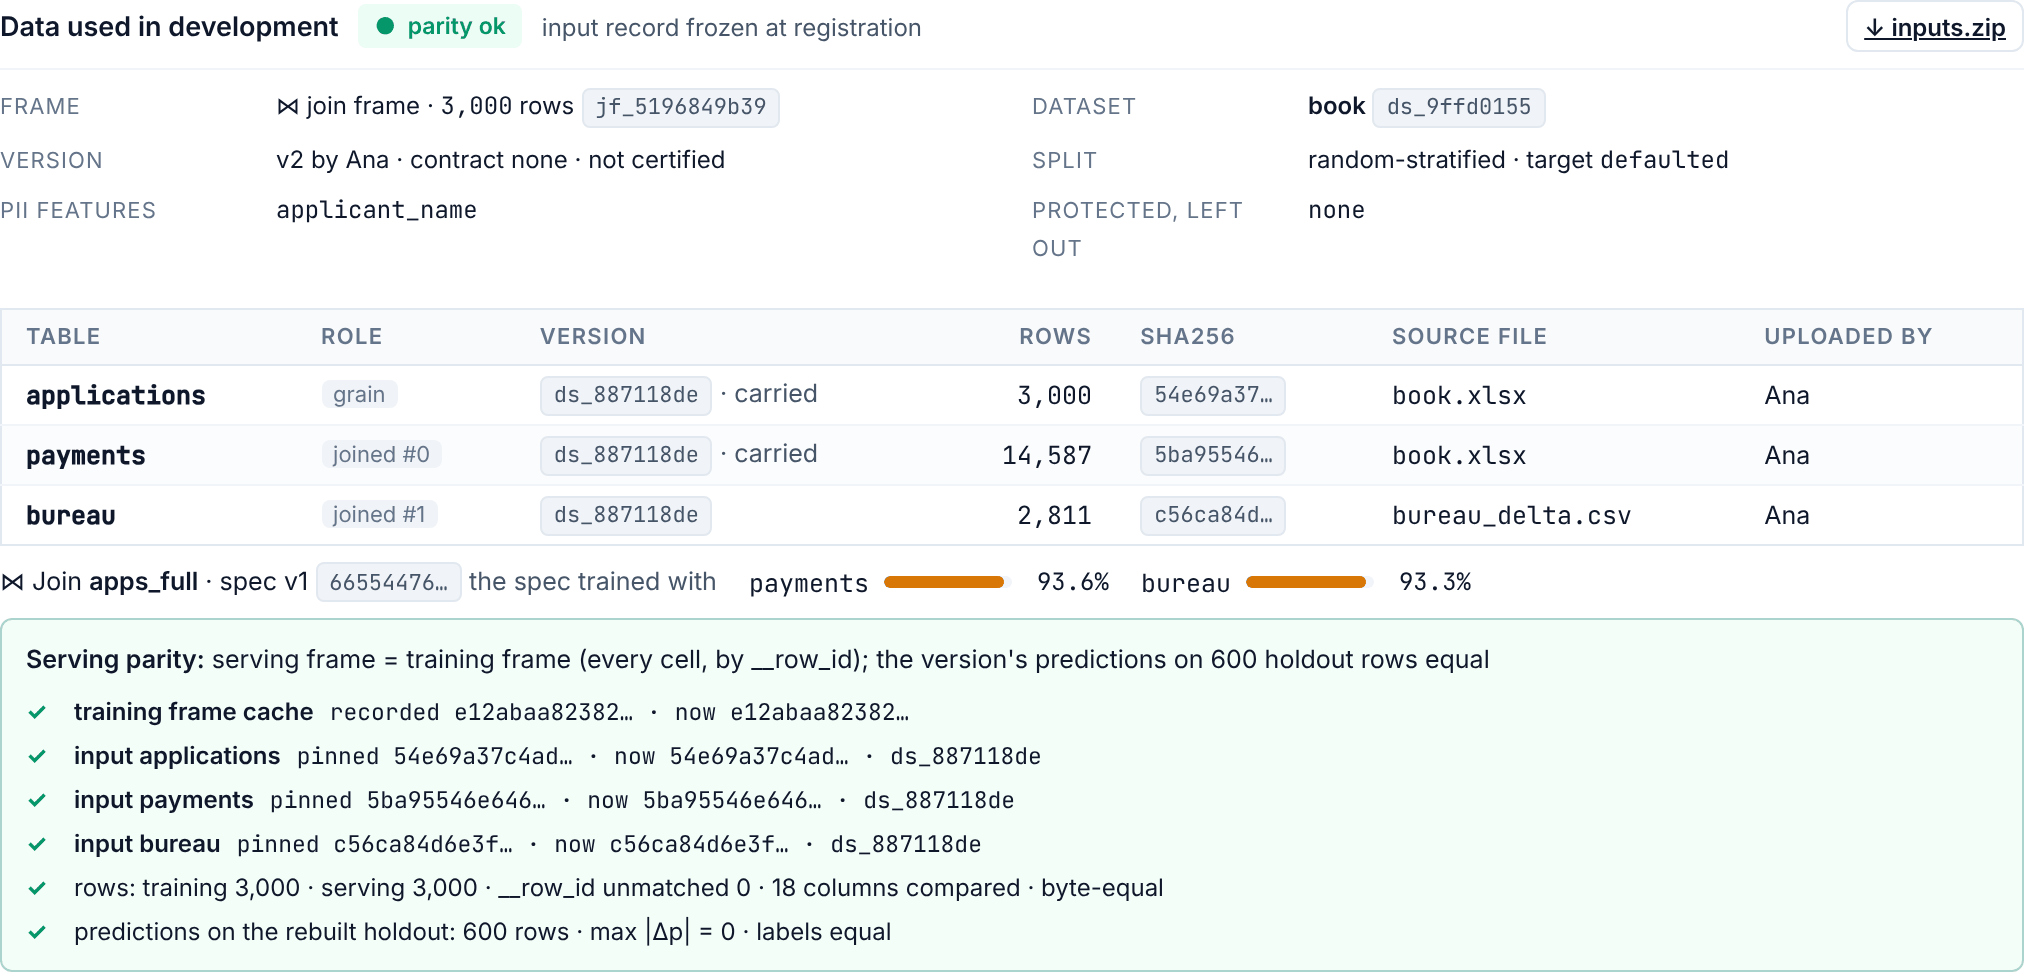 Data used in development parity ok input record frozen at registration ↓ inputs.zip
FRAME ⋈ join frame · 3,000 rows jf_5196849b39 DATASET book ds_9ffd0155
VERSION v2 by Ana · contract none · not certified SPLIT random-stratified · target defaulted
PII FEATURES applicant_name PROTECTED, LEFT none
OUT
TABLE ROLE VERSION ROWS SHA256 SOURCE FILE UPLOADED BY
applications grain ds_887118de · carried 3,000 54e69a37… book.xlsx Ana
payments joined #0 ds_887118de · carried 14,587 5ba95546… book.xlsx Ana
bureau joined #1 ds_887118de 2,811 c56ca84d… bureau_delta.csv Ana
⋈ Join apps_full · spec v1 66554476… the spec trained with payments 93.6% bureau 93.3%
Serving parity: serving frame = training frame (every cell, by __row_id); the version's predictions on 600 holdout rows equal
✓ training frame cache recorded e12abaa82382… · now e12abaa82382…
✓ input applications pinned 54e69a37c4ad… · now 54e69a37c4ad… · ds_887118de
✓ input payments pinned 5ba95546e646… · now 5ba95546e646… · ds_887118de
✓ input bureau pinned c56ca84d6e3f… · now c56ca84d6e3f… · ds_887118de
✓ rows: training 3,000 · serving 3,000 · __row_id unmatched 0 · 18 columns compared · byte-equal
✓ predictions on the rebuilt holdout: 600 rows · max |Δp| = 0 · labels equal